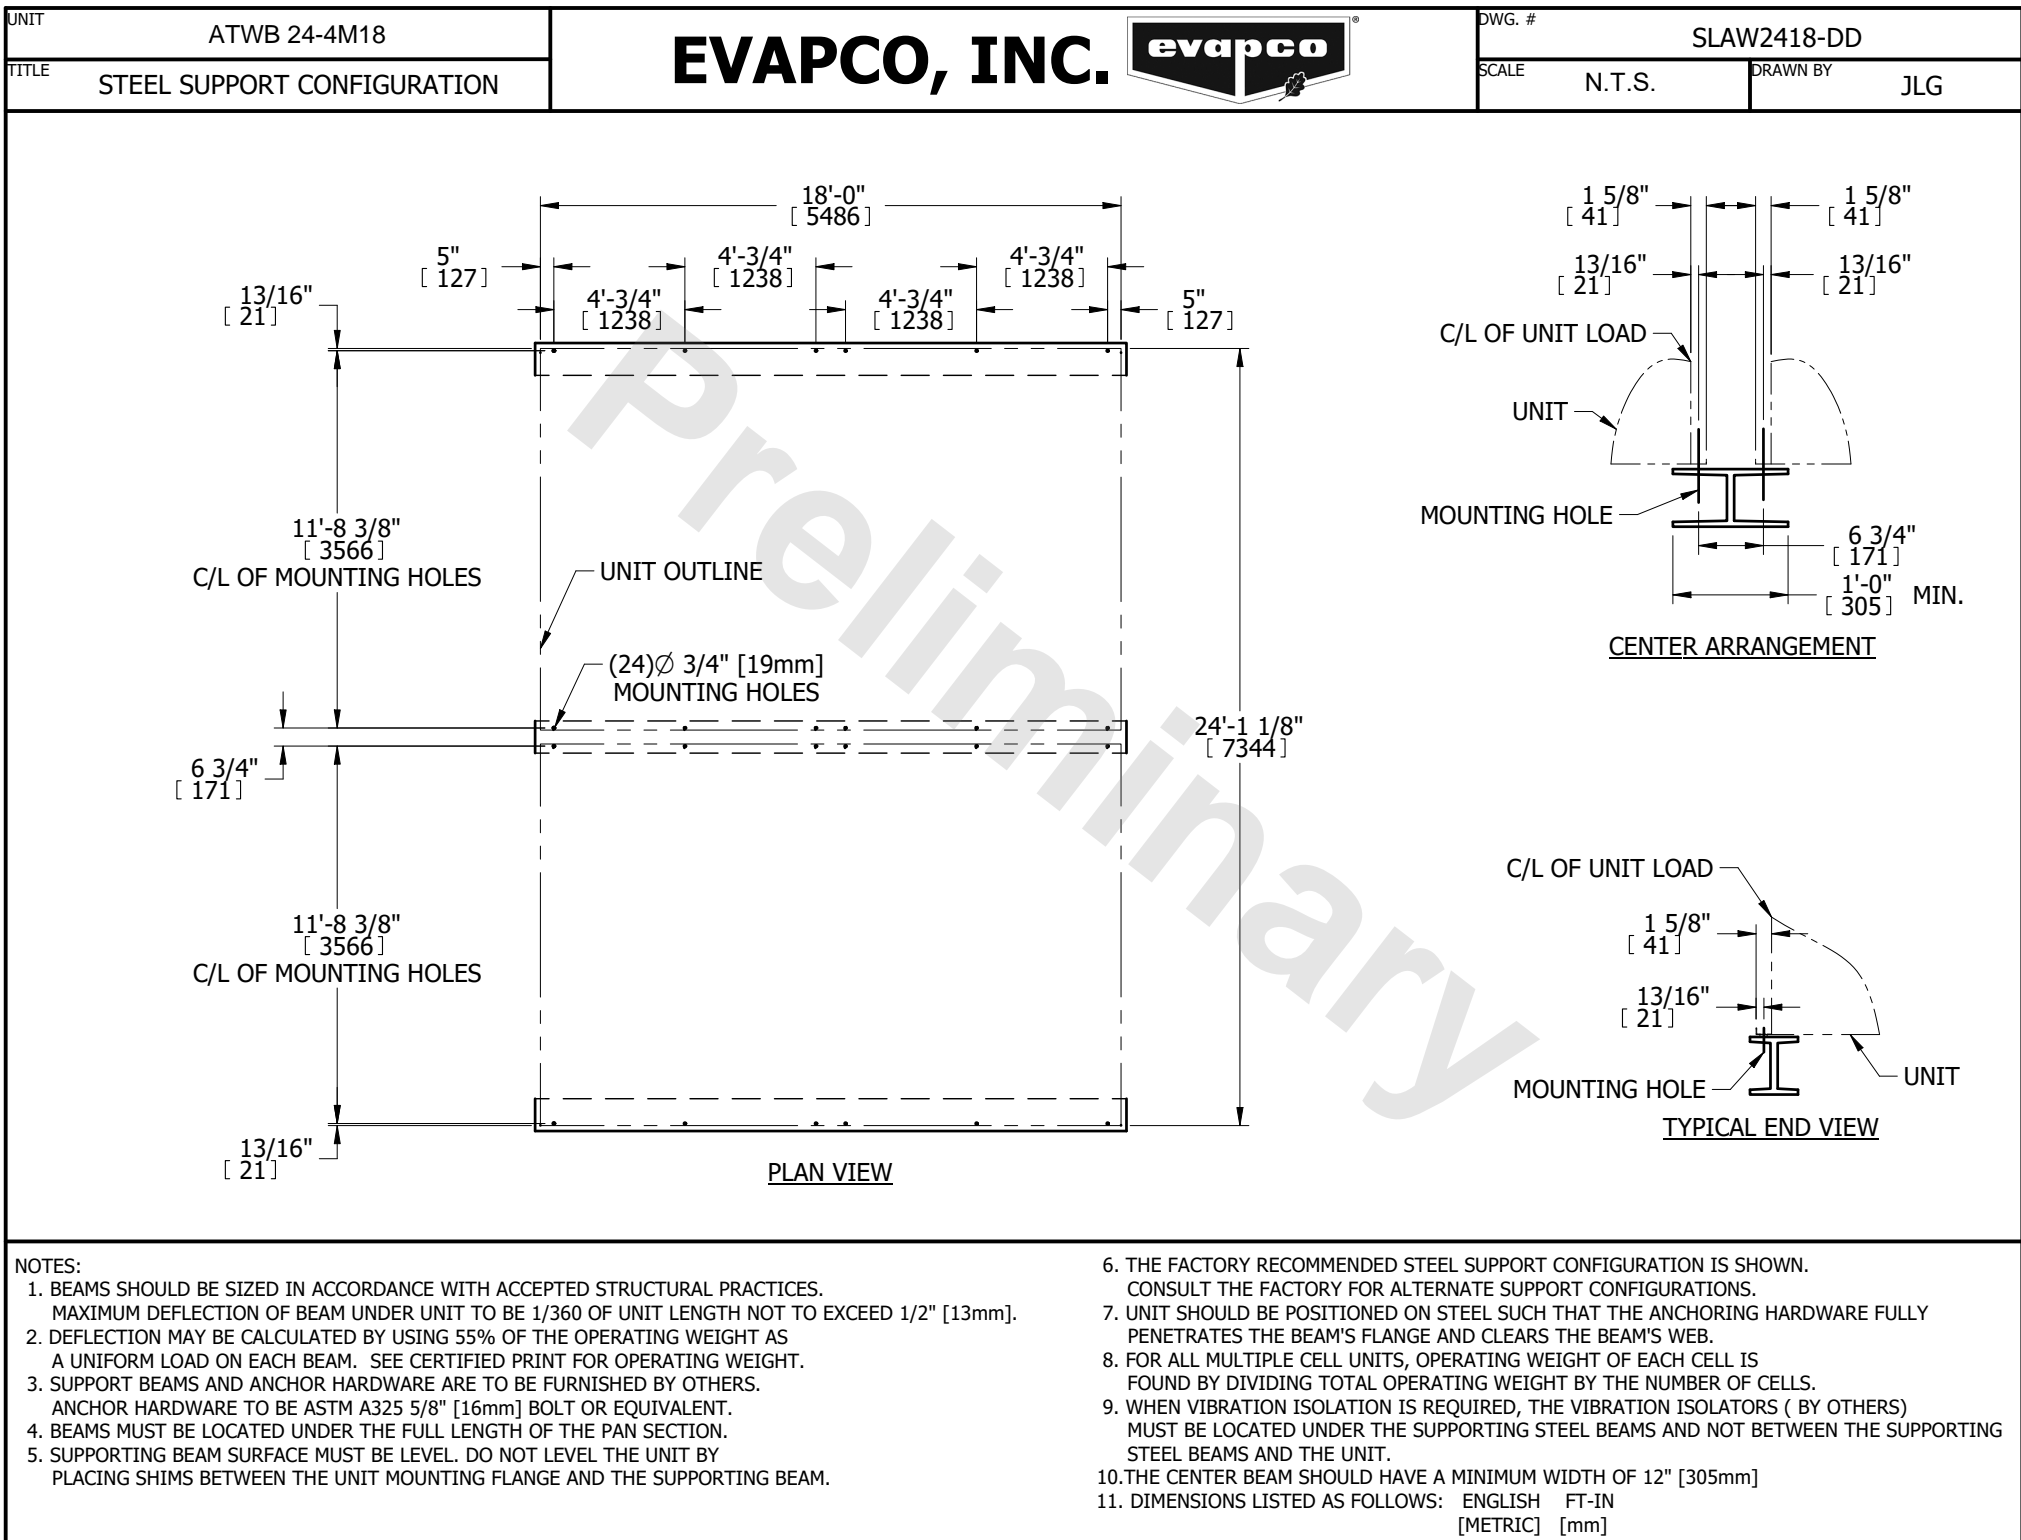 UNIT
ATWB 24-4M18
TITLE
STEEL SUPPORT CONFIGURATION
EVAPCO, INC.
evapco
®
DWG. #
SLAW2418-DD
SCALE
N.T.S.
DRAWN BY
JLG
18'-0"
[ 5486 ]
5"
[ 127 ]
4'-3/4"
[ 1238 ]
4'-3/4"
[ 1238 ]
13/16"
[ 21 ]
4'-3/4"
[ 1238 ]
4'-3/4"
[ 1238 ]
5"
[ 127 ]
11'-8 3/8"
[ 3566 ]
C/L OF MOUNTING HOLES
UNIT OUTLINE
(24)Ø 3/4" [19mm]
MOUNTING HOLES
6 3/4"
[ 171 ]
24'-1 1/8"
[ 7344 ]
11'-8 3/8"
[ 3566 ]
C/L OF MOUNTING HOLES
13/16"
[ 21 ]
PLAN VIEW
Preliminary
1 5/8"
[ 41 ]
1 5/8"
[ 41 ]
13/16"
[ 21 ]
13/16"
[ 21 ]
C/L OF UNIT LOAD
UNIT
MOUNTING HOLE
6 3/4"
[ 171 ]
1'-0"
[ 305 ] MIN.
CENTER ARRANGEMENT
C/L OF UNIT LOAD
1 5/8"
[ 41 ]
13/16"
[ 21 ]
MOUNTING HOLE
UNIT
TYPICAL END VIEW
NOTES:
1. BEAMS SHOULD BE SIZED IN ACCORDANCE WITH ACCEPTED STRUCTURAL PRACTICES.
MAXIMUM DEFLECTION OF BEAM UNDER UNIT TO BE 1/360 OF UNIT LENGTH NOT TO EXCEED 1/2" [13mm].
2. DEFLECTION MAY BE CALCULATED BY USING 55% OF THE OPERATING WEIGHT AS
A UNIFORM LOAD ON EACH BEAM. SEE CERTIFIED PRINT FOR OPERATING WEIGHT.
3. SUPPORT BEAMS AND ANCHOR HARDWARE ARE TO BE FURNISHED BY OTHERS.
ANCHOR HARDWARE TO BE ASTM A325 5/8" [16mm] BOLT OR EQUIVALENT.
4. BEAMS MUST BE LOCATED UNDER THE FULL LENGTH OF THE PAN SECTION.
5. SUPPORTING BEAM SURFACE MUST BE LEVEL. DO NOT LEVEL THE UNIT BY
PLACING SHIMS BETWEEN THE UNIT MOUNTING FLANGE AND THE SUPPORTING BEAM.
6. THE FACTORY RECOMMENDED STEEL SUPPORT CONFIGURATION IS SHOWN.
CONSULT THE FACTORY FOR ALTERNATE SUPPORT CONFIGURATIONS.
7. UNIT SHOULD BE POSITIONED ON STEEL SUCH THAT THE ANCHORING HARDWARE FULLY
PENETRATES THE BEAM'S FLANGE AND CLEARS THE BEAM'S WEB.
8. FOR ALL MULTIPLE CELL UNITS, OPERATING WEIGHT OF EACH CELL IS
FOUND BY DIVIDING TOTAL OPERATING WEIGHT BY THE NUMBER OF CELLS.
9. WHEN VIBRATION ISOLATION IS REQUIRED, THE VIBRATION ISOLATORS ( BY OTHERS)
MUST BE LOCATED UNDER THE SUPPORTING STEEL BEAMS AND NOT BETWEEN THE SUPPORTING
STEEL BEAMS AND THE UNIT.
10.THE CENTER BEAM SHOULD HAVE A MINIMUM WIDTH OF 12" [305mm]
11. DIMENSIONS LISTED AS FOLLOWS: ENGLISH FT-IN
[METRIC] [mm]